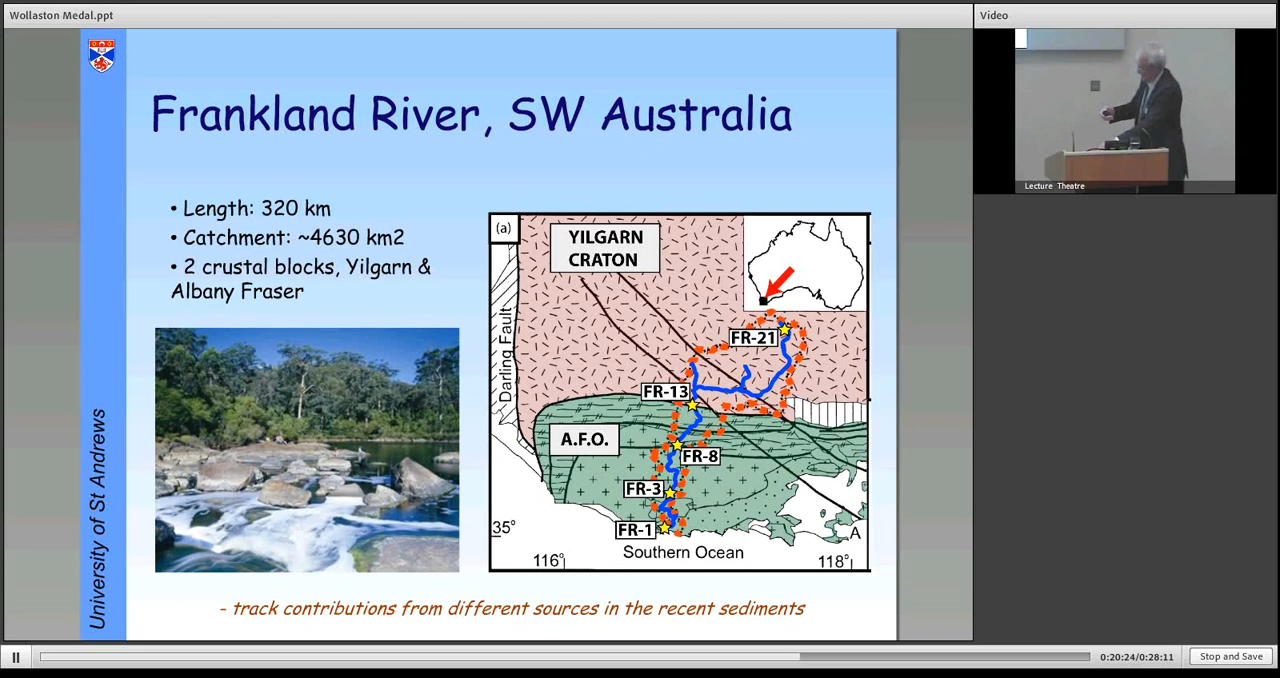 Wollaston Medal.ppt
Video
Lecture Theatre
Frankland River, SW Australia
• Length: 320 km
• Catchment: ~4630 km2
• 2 crustal blocks, Yilgarn &
Albany Fraser
(a)
YILGARN
CRATON
Darling Fault
FR-21
FR-13
A.F.O.
FR-8
FR-3
FR-1
35°
Southern Ocean
A
116°
118°
University of St Andrews
- track contributions from different sources in the recent sediments
0:20:24/0:28:11
Stop and Save